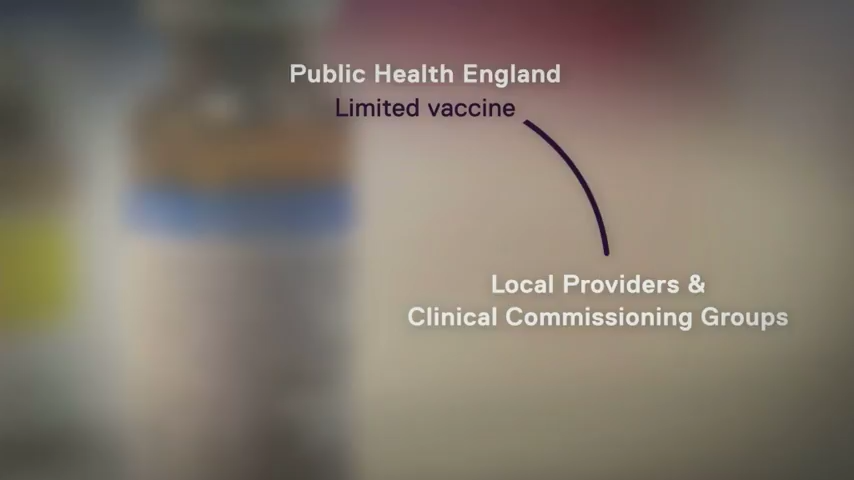 Public Health England
Limited vaccine
Local Providers &
Clinical Commissioning Groups